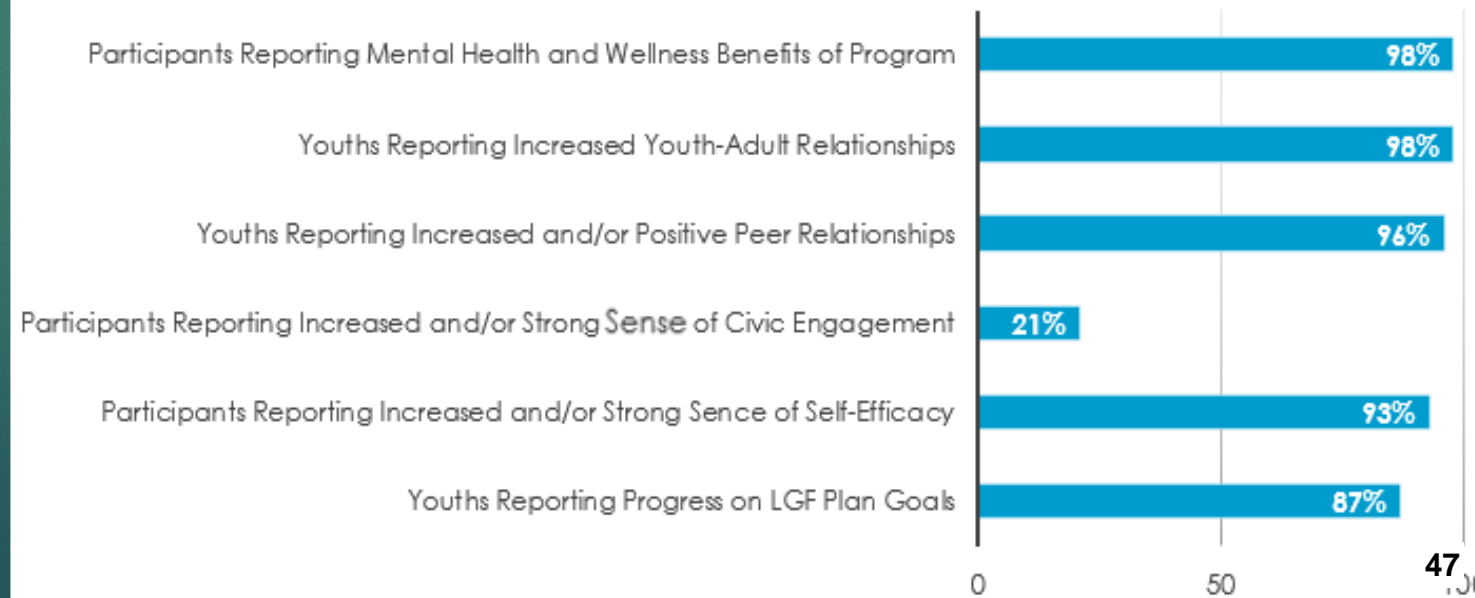 Participants Reporting Mental Health and Wellness Benefits of Program 98%
Youths Reporting Increased Youth-Adult Relationships 98%
Youths Reporting Increased and/or Positive Peer Relationships 96%
Participants Reporting Increased and/or Strong Sense of Civic Engagement 21%
Participants Reporting Increased and/or Strong Sence of Self-Efficacy 93%
Youths Reporting Progress on LGF Plan Goals 87%
0 50
47